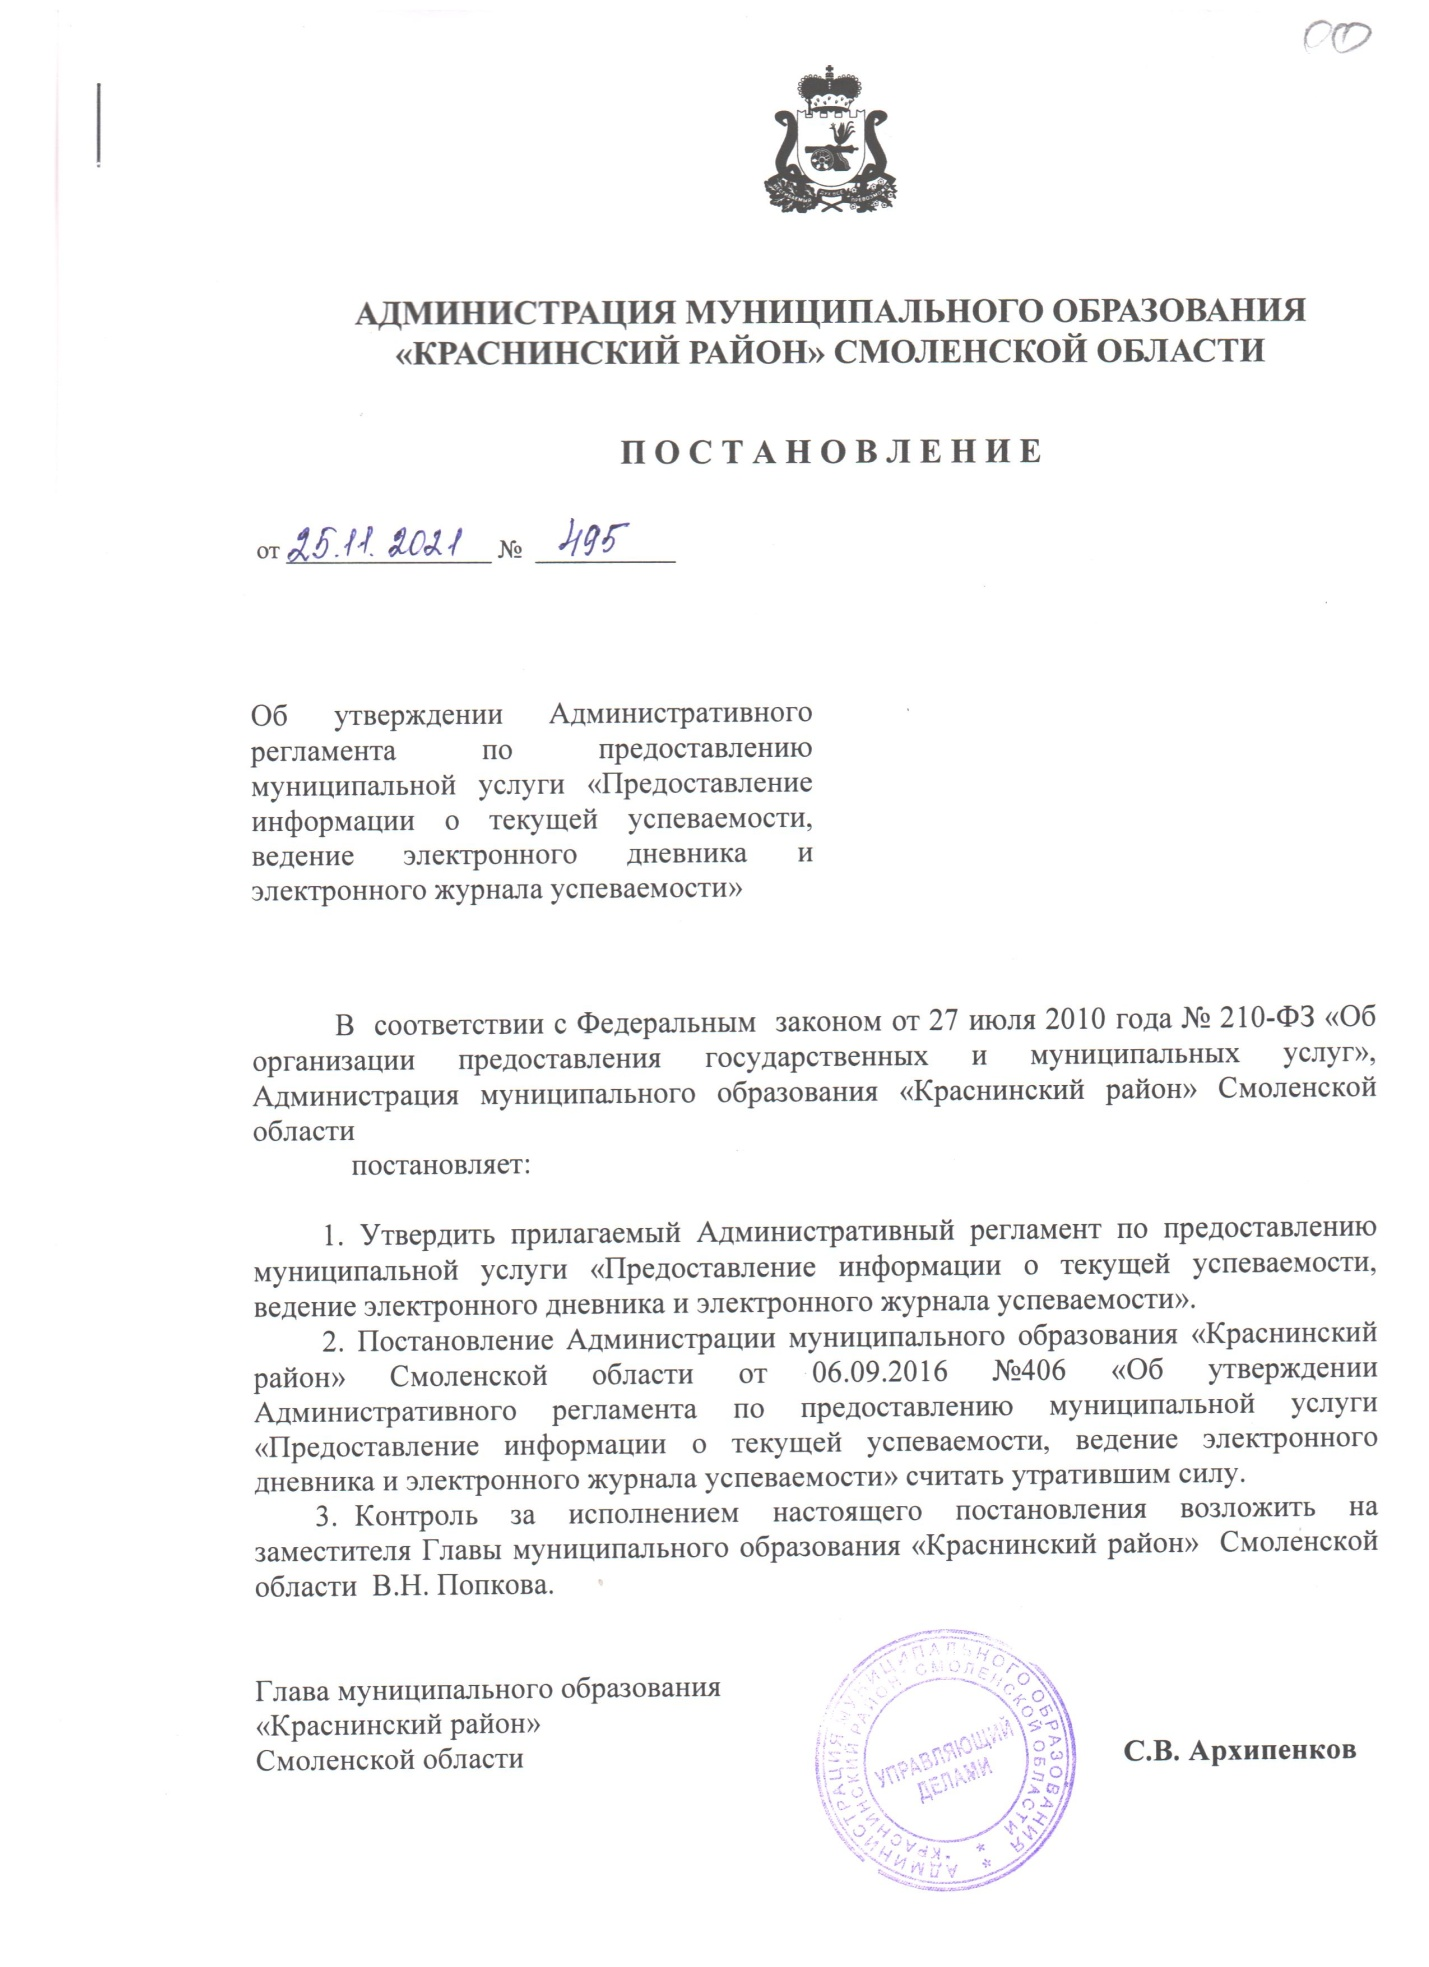 АДМИНИСТРАЦИЯ МУНИЦИПАЛЬНОГО ОБРАЗОВАНИЯ
«КРАСНИНСКИЙ РАЙОН» СМОЛЕНСКОЙ ОБЛАСТИ
П О С Т А Н О В Л Е Н И Е
от 25.11.2021 № 495
Об утверждении Административного
регламента по предоставлению
муниципальной услуги «Предоставление
информации о текущей успеваемости,
ведение электронного дневника и
электронного журнала успеваемости»
В соответствии с Федеральным законом от 27 июля 2010 года № 210-ФЗ «Об
организации предоставления государственных и муниципальных услуг»,
Администрация муниципального образования «Краснинский район» Смоленской
области
постановляет:
1. Утвердить прилагаемый Административный регламент по предоставлению
муниципальной услуги «Предоставление информации о текущей успеваемости,
ведение электронного дневника и электронного журнала успеваемости».
2. Постановление Администрации муниципального образования «Краснинский
район» Смоленской области от 06.09.2016 №406 «Об утверждении
Административного регламента по предоставлению муниципальной услуги
«Предоставление информации о текущей успеваемости, ведение электронного
дневника и электронного журнала успеваемости» считать утратившим силу.
3. Контроль за исполнением настоящего постановления возложить на
заместителя Главы муниципального образования «Краснинский район» Смоленской
области В.Н. Попкова.
Глава муниципального образования
«Краснинский район»
Смоленской области
С.В. Архипенков
АДМИНИСТРАЦИЯ МУНИЦИПАЛЬНОГО ОБРАЗОВАНИЯ
"КРАСНИНСКИЙ РАЙОН" СМОЛЕНСКОЙ ОБЛАСТИ
УПРАВЛЯЮЩИЙ
ДЕЛАМИ